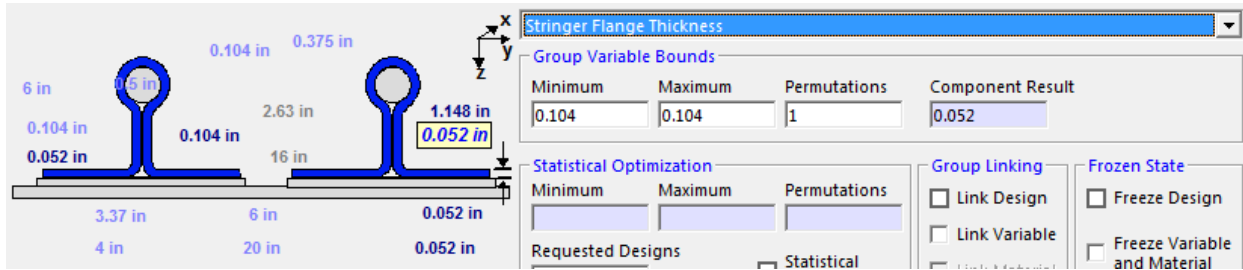 x
Stringer Flange Thickness
0.104 in 0.375 in
y
z
Group Variable Bounds
6 in 0.5 in
Minimum Maximum Permutations Component Result
2.63 in 1.148 in
0.104 0.104 1 0.052
0.104 in 0.104 in 0.052 in
0.052 in 16 in
Statistical Optimization Group Linking Frozen State
Minimum Maximum Permutations
Link Design Freeze Design
3.37 in 6 in 0.052 in
Link Variable
4 in 20 in 0.052 in
Requested Designs Statistical
Freeze Variable
and Material
Link Material